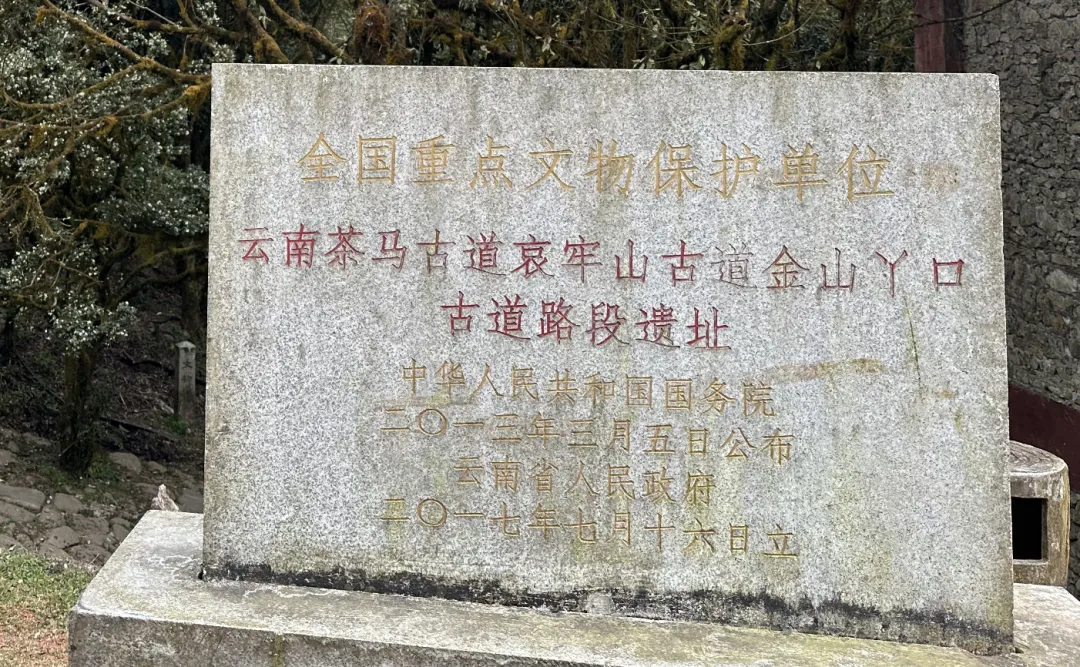 全国重点文物保护单位
云南茶马古道哀牢山古道金山丫口
古道路段遗址
中华人民共和国国务院
二〇一三年三月五日公布
云南省人民政府
二〇一七年七月十六日立